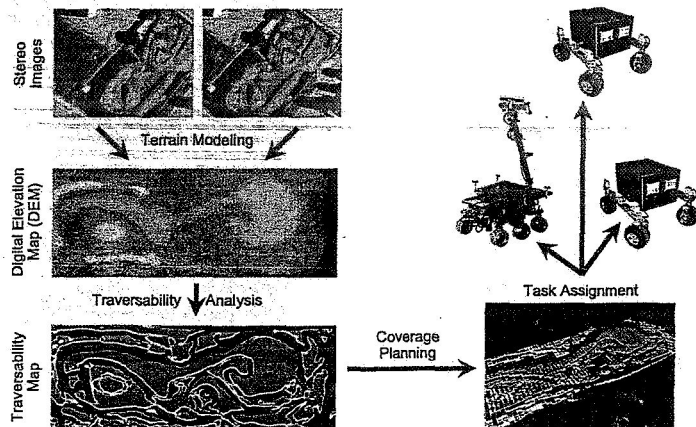 Stereo
Images
Terrain Modeling
Digital Elevation
Map (DEM)
Traversability Analysis
Task Assignment
Traversability
Map
Coverage
Planning